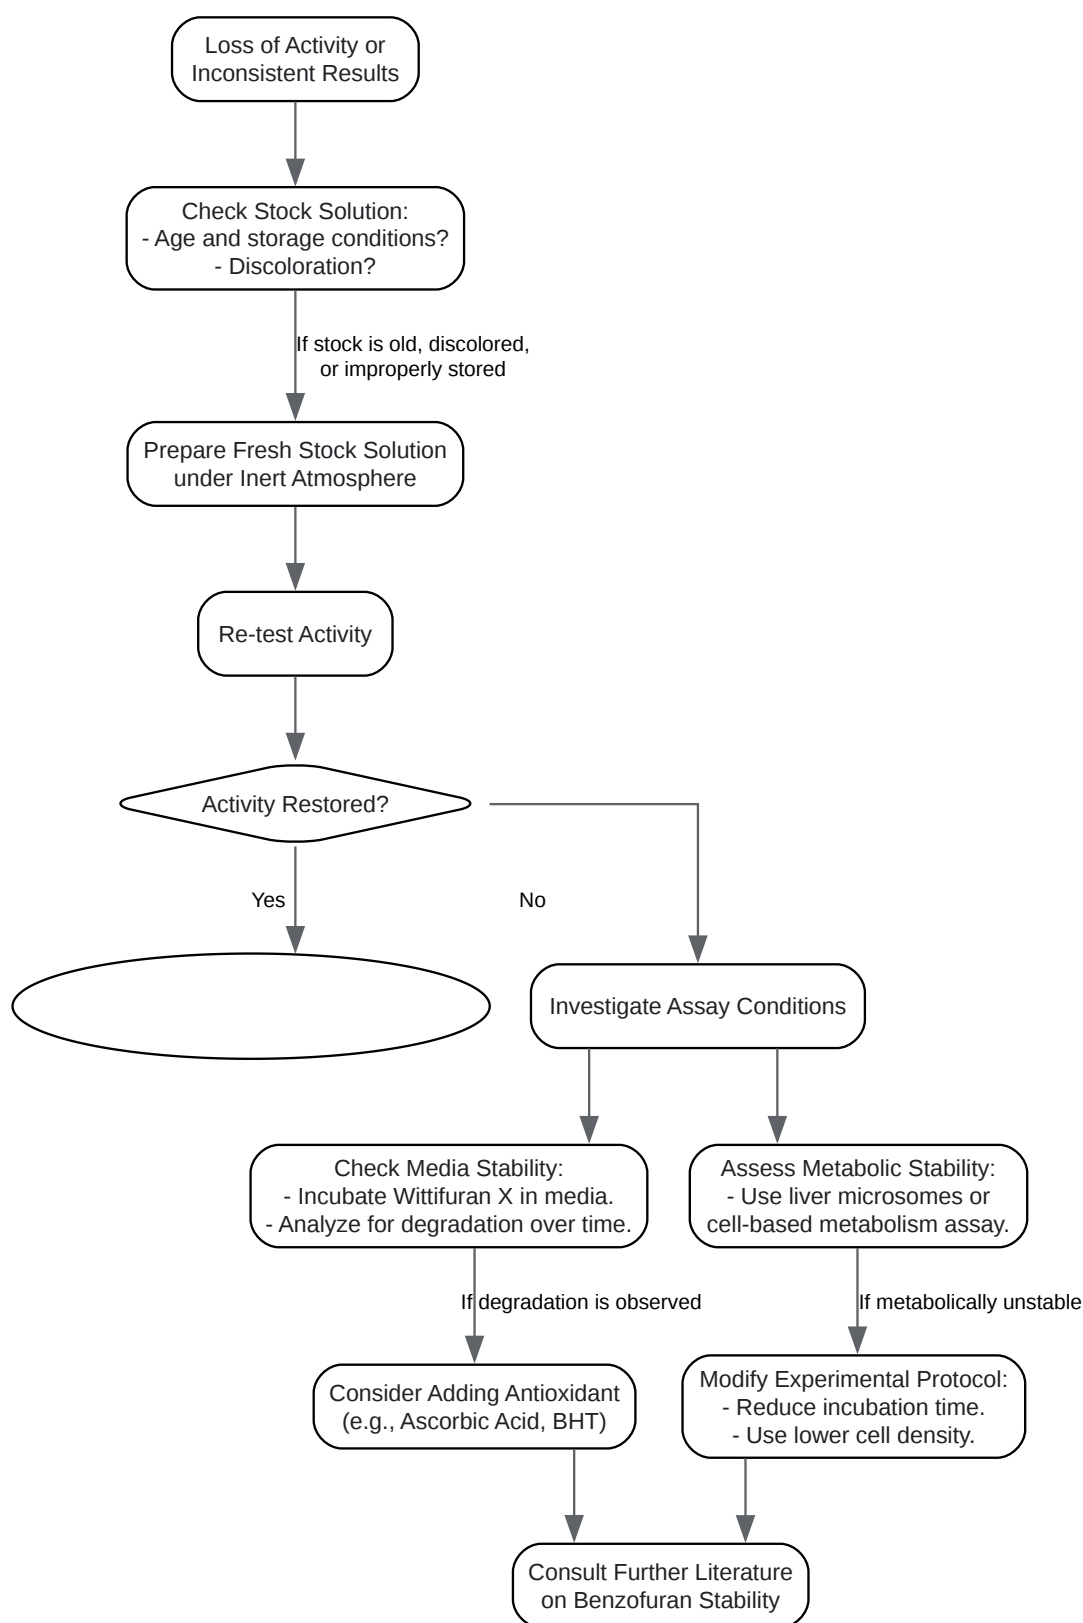 Loss of Activity or
Inconsistent Results
Check Stock Solution:
- Age and storage conditions?
- Discoloration?
If stock is old, discolored,
or improperly stored
Prepare Fresh Stock Solution
under Inert Atmosphere
Re-test Activity
Activity Restored?
Yes
No
Investigate Assay Conditions
Check Media Stability:
- Incubate Wittifuran X in media.
- Analyze for degradation over time.
Assess Metabolic Stability:
- Use liver microsomes or
cell-based metabolism assay.
If degradation is observed
If metabolically unstable
Consider Adding Antioxidant
(e.g., Ascorbic Acid, BHT)
Modify Experimental Protocol:
- Reduce incubation time.
- Use lower cell density.
Consult Further Literature
on Benzofuran Stability